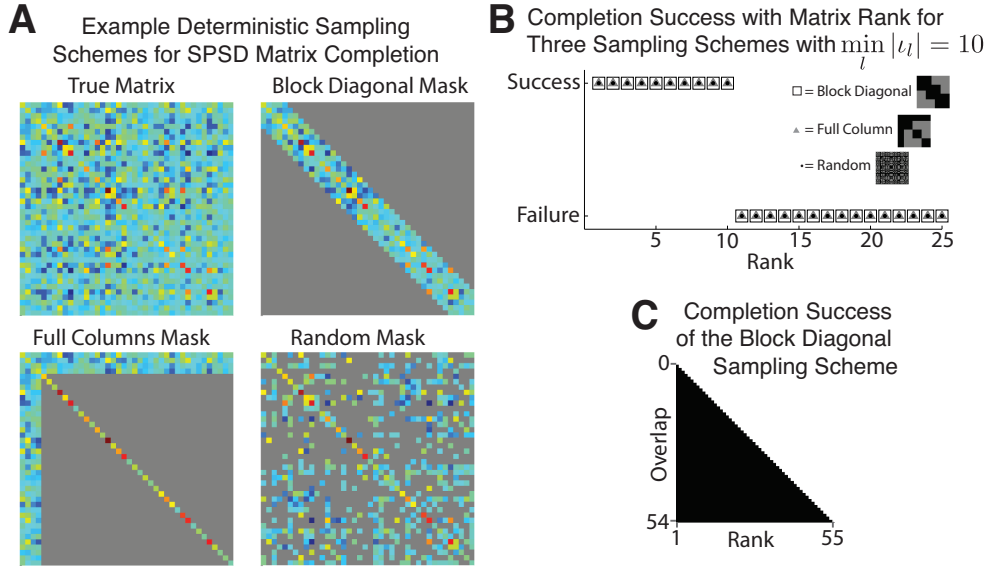 A
Example Deterministic Sampling
Schemes for SPSD Matrix Completion
True Matrix
Block Diagonal Mask
Full Columns Mask
Random Mask
B
Completion Success with Matrix Rank for
Three Sampling Schemes with min_l |ι_l| = 10
Success
Failure
= Block Diagonal
= Full Column
= Random
5 10 15 20 25
Rank
C
Completion Success
of the Block Diagonal
Sampling Scheme
0
Overlap
54
1 Rank 55